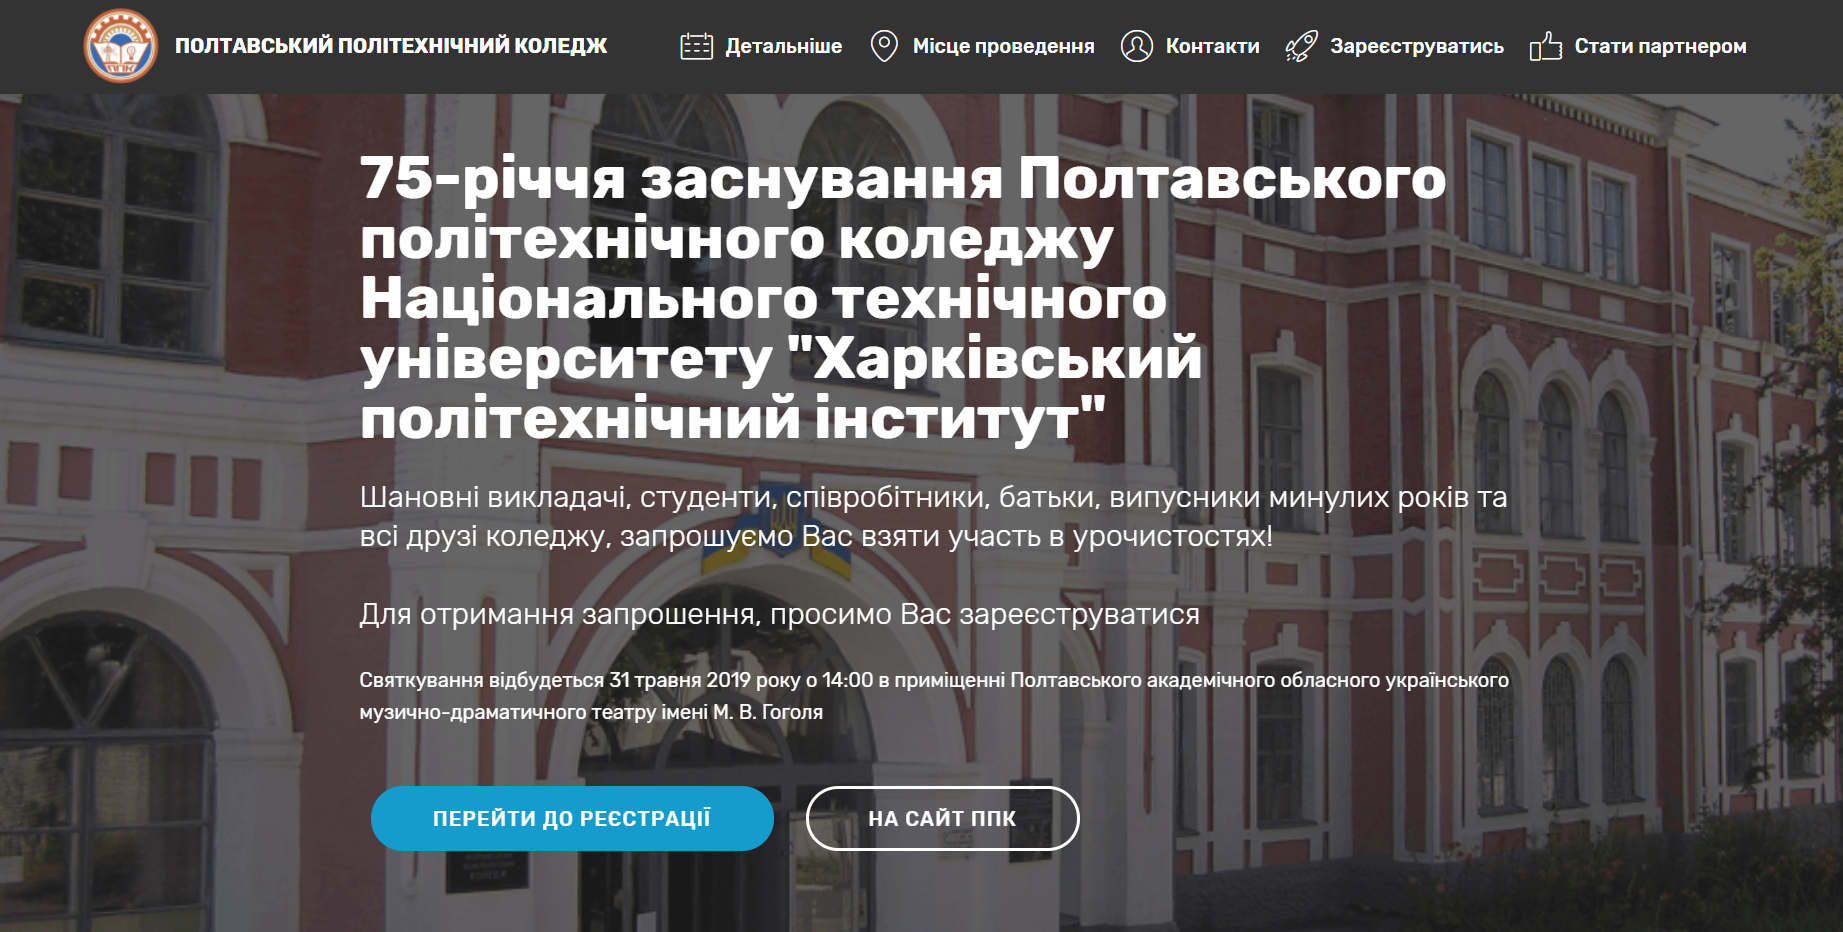 ППК
ПОЛТАВСЬКИЙ ПОЛІТЕХНІЧНИЙ КОЛЕДЖ
Детальніше
Місце проведення
Контакти
Зареєструватись
Стати партнером
75-річчя заснування Полтавського
політехнічного коледжу
Національного технічного
університету "Харківський
політехнічний інститут"
Шановні викладачі, студенти, співробітники, батьки, випусники минулих років та
всі друзі коледжу, запрошуємо Вас взяти участь в урочистостях!
Для отримання запрошення, просимо Вас зареєструватися
Святкування відбудеться 31 травня 2019 року о 14:00 в приміщенні Полтавського академічного обласного українського
музично-драматичного театру імені М. В. Гоголя
ПЕРЕЙТИ ДО РЕЄСТРАЦІЇ
НА САЙТ ППК